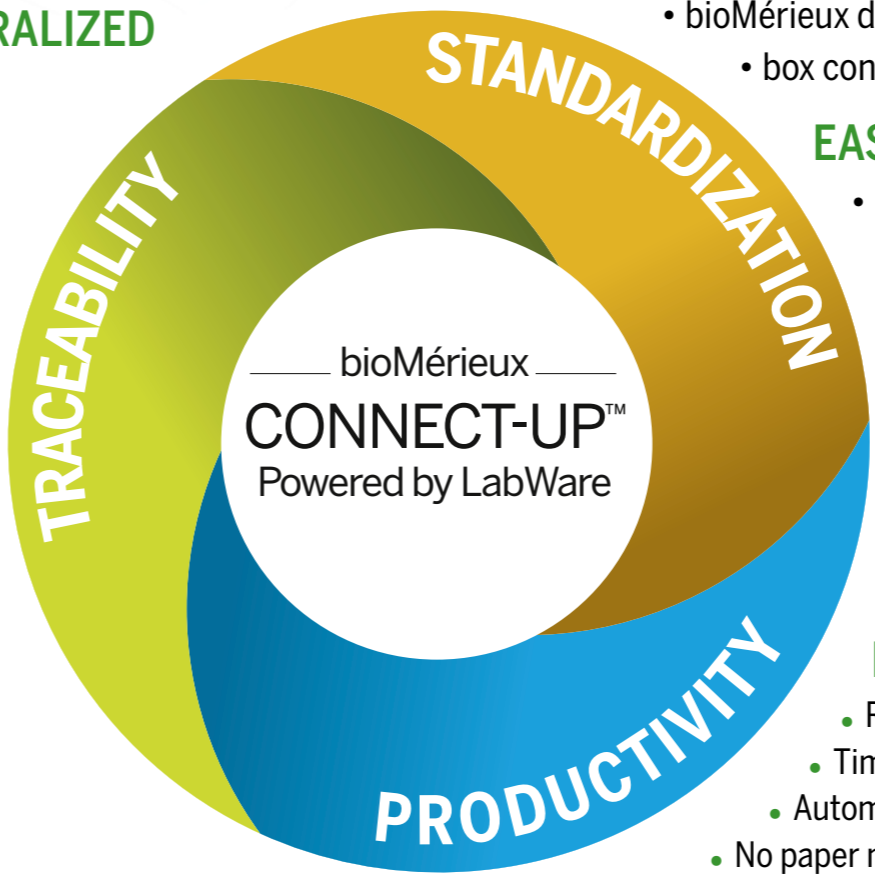 RALIZED
• bioMérieux d
• box con
EAS
•
STANDARDIZATION
TRACEABILITY
bioMérieux
CONNECT-UP™
Powered by LabWare
PRODUCTIVITY
• Tim
• Autom
• No paper